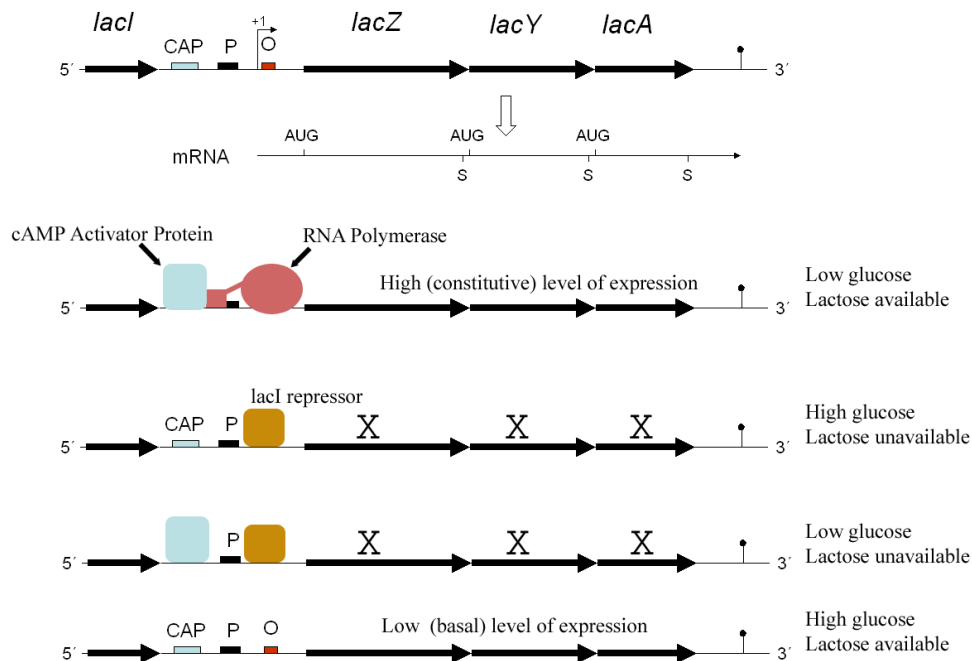 lacI lacZ lacY lacA
+1
CAP P O
5´ 3´
AUG AUG AUG
mRNA
S S S
cAMP Activator Protein RNA Polymerase
High (constitutive) level of expression
Low glucose
Lactose available
5´ 3´
lacI repressor
CAP P X X X
High glucose
Lactose unavailable
5´ 3´
P X X X
Low glucose
Lactose unavailable
5´ 3´
CAP P O Low (basal) level of expression
High glucose
Lactose available
5´ 3´